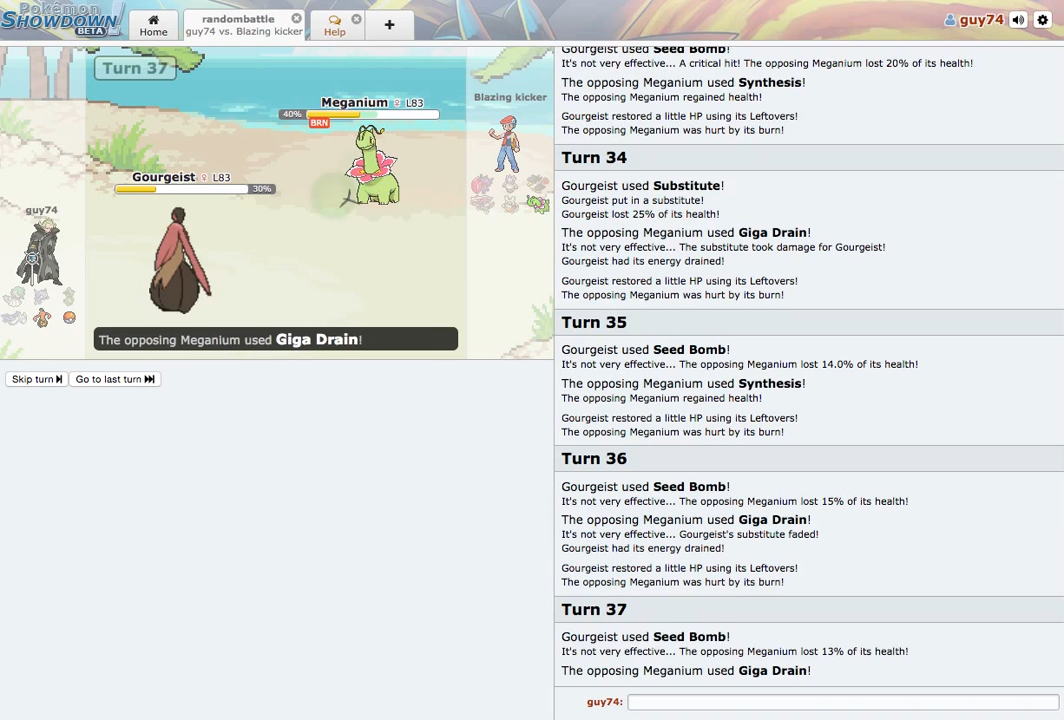 Pokémon
SHOWDOWN!
BETA
Home
randombattle
guy74 vs. Blazing kicker
Help
+
guy74
Turn 37
Meganium ♀ L83
40%
BRN
Gourgeist ♀ L83
30%
guy74
Blazing kicker
The opposing Meganium used Giga Drain!
Skip turn
Go to last turn
Gourgeist used Seed Bomb!
It's not very effective... A critical hit! The opposing Meganium lost 20% of its health!
The opposing Meganium used Synthesis!
The opposing Meganium regained health!
Gourgeist restored a little HP using its Leftovers!
The opposing Meganium was hurt by its burn!
Turn 34
Gourgeist used Substitute!
Gourgeist put in a substitute!
Gourgeist lost 25% of its health!
The opposing Meganium used Giga Drain!
It's not very effective... The substitute took damage for Gourgeist!
Gourgeist had its energy drained!
Gourgeist restored a little HP using its Leftovers!
The opposing Meganium was hurt by its burn!
Turn 35
Gourgeist used Seed Bomb!
It's not very effective... The opposing Meganium lost 14.0% of its health!
The opposing Meganium used Synthesis!
The opposing Meganium regained health!
Gourgeist restored a little HP using its Leftovers!
The opposing Meganium was hurt by its burn!
Turn 36
Gourgeist used Seed Bomb!
It's not very effective... The opposing Meganium lost 15% of its health!
The opposing Meganium used Giga Drain!
It's not very effective... Gourgeist's substitute faded!
Gourgeist had its energy drained!
Gourgeist restored a little HP using its Leftovers!
The opposing Meganium was hurt by its burn!
Turn 37
Gourgeist used Seed Bomb!
It's not very effective... The opposing Meganium lost 13% of its health!
The opposing Meganium used Giga Drain!
guy74: